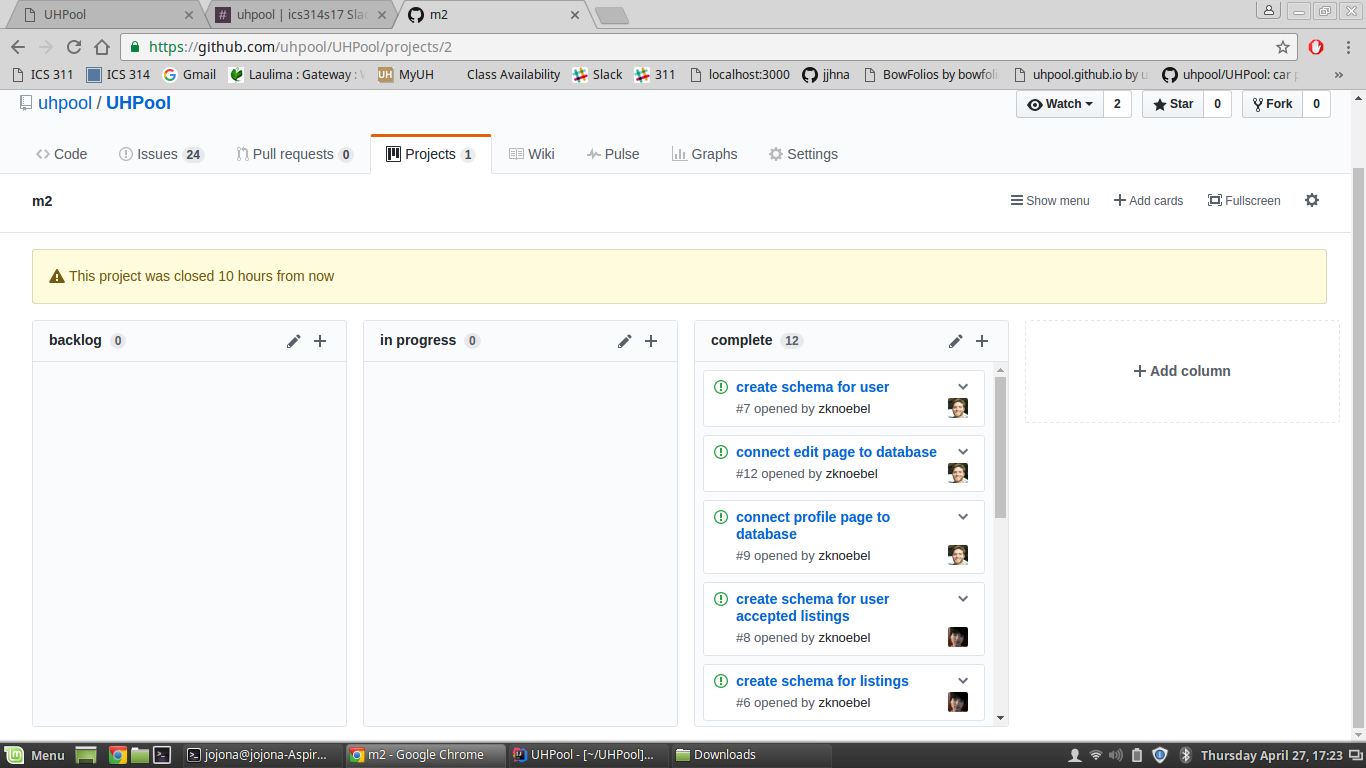 UHPool
uhpool | ics314s17 Sla
m2
https://github.com/uhpool/UHPool/projects/2
ICS 311
ICS 314
Gmail
Laulima : Gateway :
MyUH
Class Availability
Slack
311
localhost:3000
jjhna
BowFolios by bowfoli
uhpool.github.io by u
uhpool/UHPool: car p
»
uhpool / UHPool
Watch 2
Star 0
Fork 0
Code
Issues 24
Pull requests 0
Projects 1
Wiki
Pulse
Graphs
Settings
m2
Show menu
Add cards
Fullscreen
This project was closed 10 hours from now
backlog 0
in progress 0
complete 12
Add column
create schema for user
#7 opened by zknoebel
connect edit page to database
#12 opened by zknoebel
connect profile page to
database
#9 opened by zknoebel
create schema for user
accepted listings
#8 opened by zknoebel
create schema for listings
#6 opened by zknoebel
Menu
jojona@jojona-Aspir...
m2 - Google Chrome
UHPool - [~/UHPool]...
Downloads
Thursday April 27, 17:23